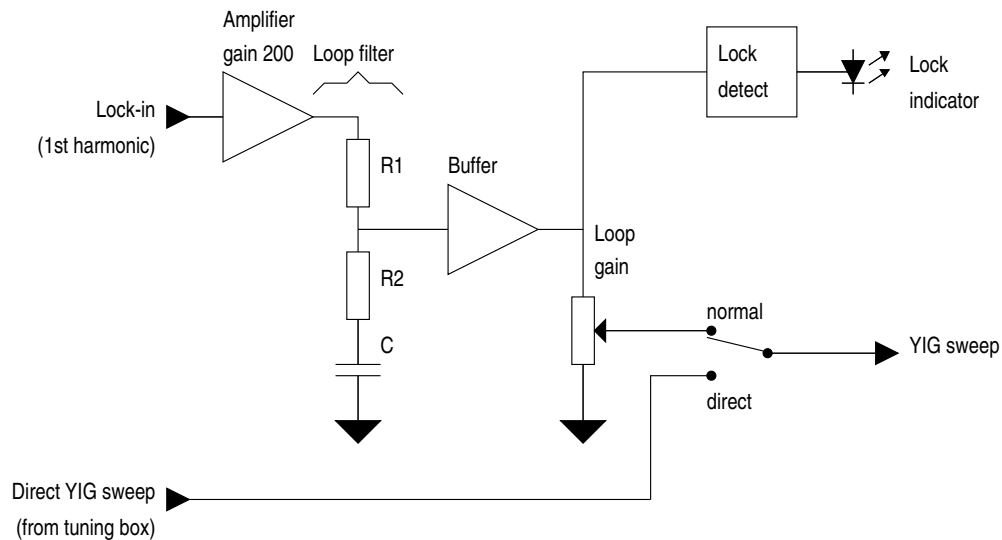 Amplifier
gain 200
Loop filter
Lock
detect
Lock
indicator
Lock-in
(1st harmonic)
R1
Buffer
Loop
gain
R2
normal
C
YIG sweep
direct
Direct YIG sweep
(from tuning box)